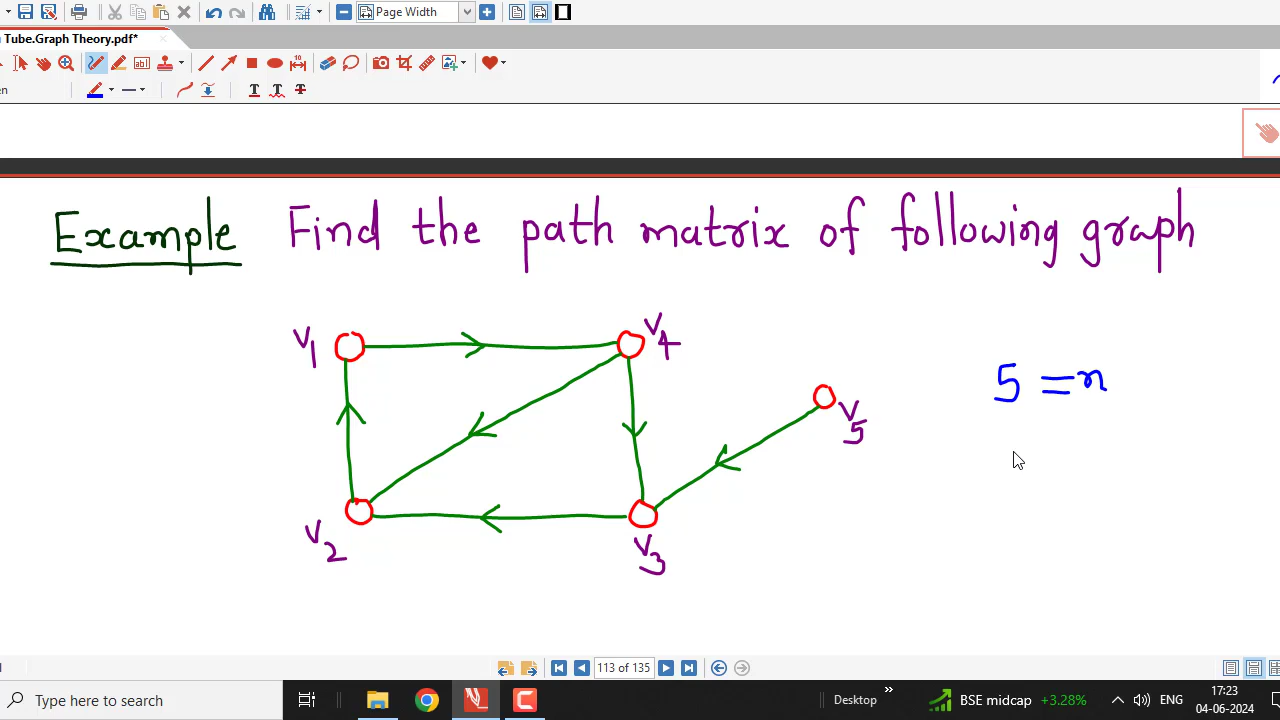 Page Width
Tube.Graph Theory.pdf*
10
en
Example Find the path matrix of following graph
V1
V4
5 = n
V5
V2
V3
113 of 135
Type here to search
Desktop
BSE midcap +3.28%
ENG
17:23
04-06-2024